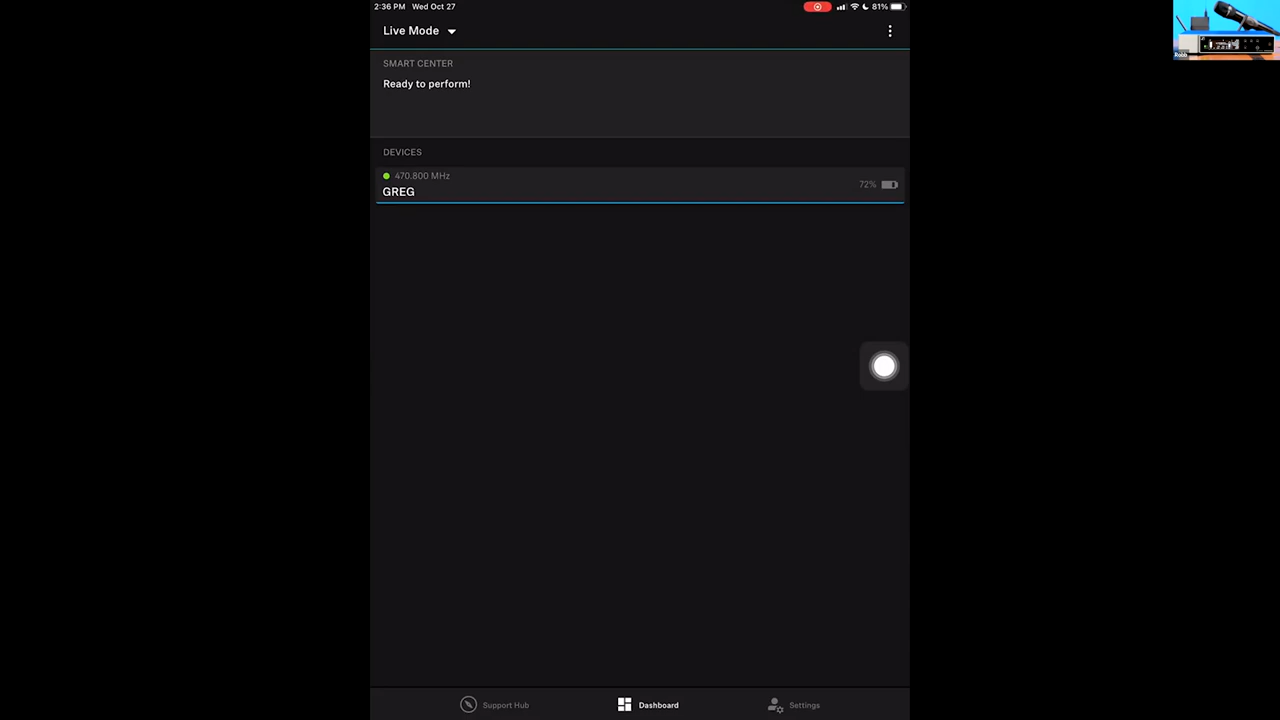 2:36 PM Wed Oct 27
81%
Live Mode
SMART CENTER
Ready to perform!
DEVICES
470.800 MHz
GREG
72%
Support Hub
Dashboard
Settings
Robb